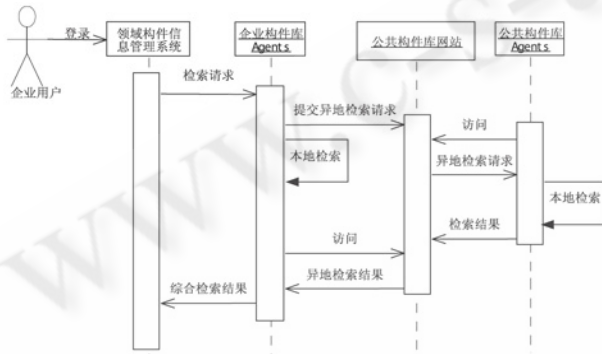 登录
领域构件信
息管理系统
企业构件库
Agents
公共构件库网站
公共构件库
Agents
企业用户
检索请求
提交异地检索请求
访问
本地检索
异地检索请求
本地检索
检索结果
访问
异地检索结果
综合检索结果
www.c-s-